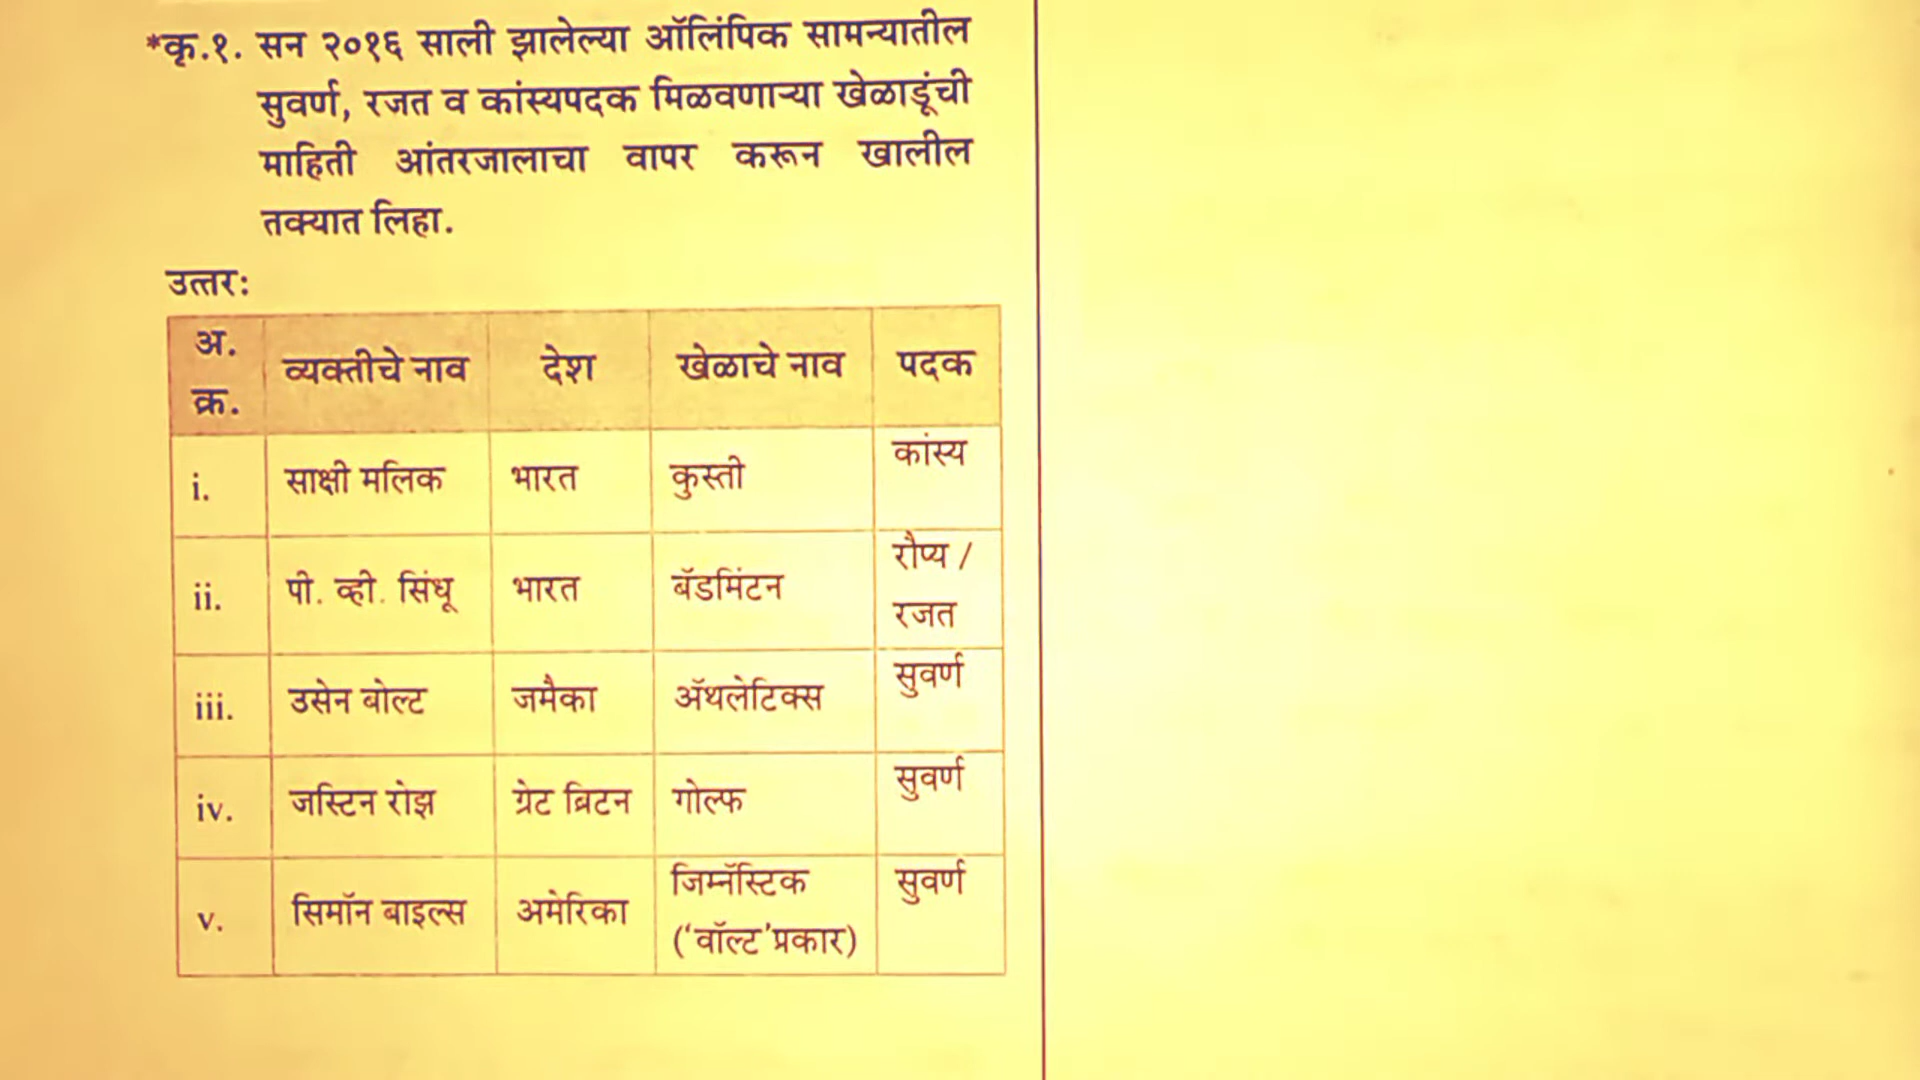 *कृ.१. सन २०१६ साली झालेल्या ऑलिंपिक सामन्यातील
सुवर्ण, रजत व कांस्यपदक मिळवणाऱ्या खेळाडूंची
माहिती आंतरजालाचा वापर करून खालील
तक्यात लिहा.
उत्तर:
अ. क्र. व्यक्तीचे नाव देश खेळाचे नाव पदक
i. साक्षी मलिक भारत कुस्ती कांस्य
ii. पी. व्ही. सिंधू भारत बॅडमिंटन रौप्य / रजत
iii. उसेन बोल्ट जमैका ॲथलेटिक्स सुवर्ण
iv. जस्टिन रोझ ग्रेट ब्रिटन गोल्फ सुवर्ण
v. सिमॉन बाइल्स अमेरिका जिम्नॅस्टिक (‘वॉल्ट’प्रकार) सुवर्ण